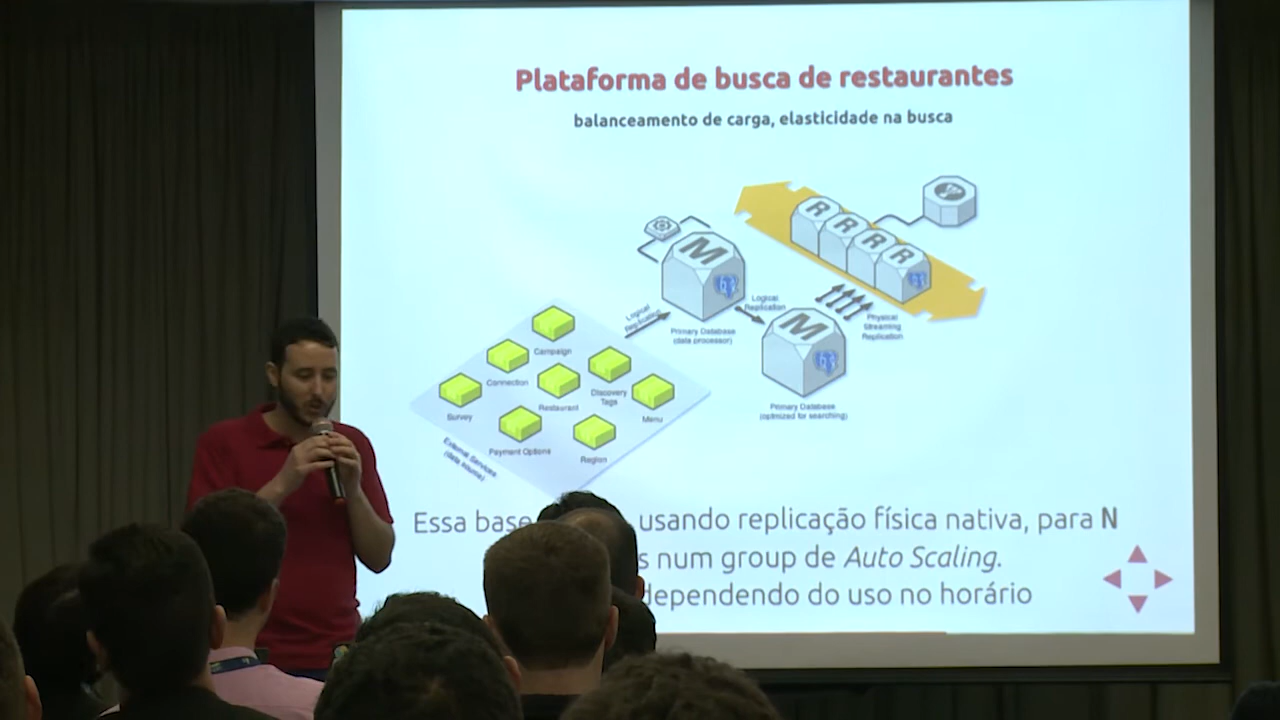 Plataforma de busca de restaurantes
balanceamento de carga, elasticidade na busca
R R R R
M
Logical Replication
Logical Replication
Primary Database
(data processor)
Physical
Streaming
Replication
M
Campaign
Connection
Discovery
Tags
Restaurant
Survey
Menu
Primary Database
(optimized for searching)
Payment Options
Region
External Services
(data source)
Essa base usando replicação física nativa, para N
s num group de Auto Scaling.
dependendo do uso no horário